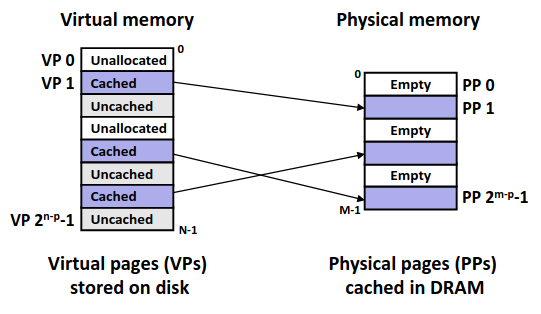 Virtual memory
Physical memory
0
VP 0 Unallocated
VP 1 Cached
Uncached
Unallocated
Cached
Uncached
Cached
VP 2ⁿ⁻ᵖ-1 Uncached
N-1
0
Empty PP 0
PP 1
Empty
Empty
PP 2ᵐ⁻ᵖ-1
M-1
Virtual pages (VPs)
stored on disk
Physical pages (PPs)
cached in DRAM